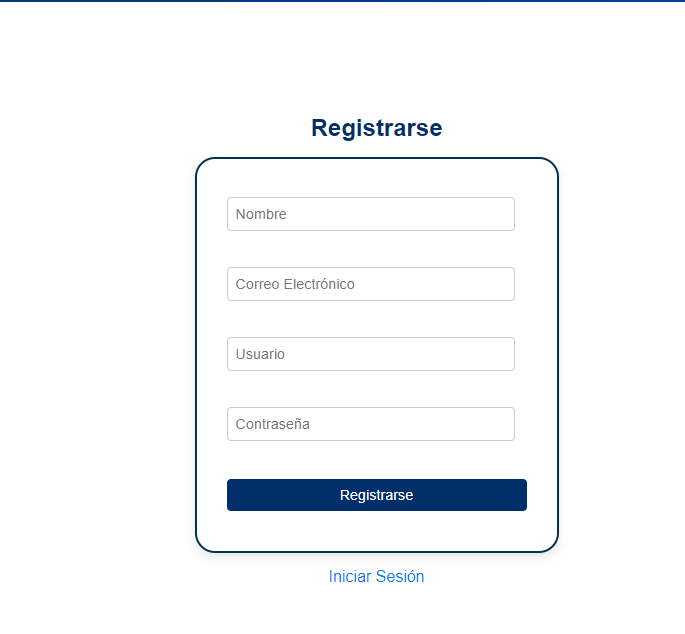 Registrarse
Nombre
Correo Electrónico
Usuario
Contraseña
Registrarse
Iniciar Sesión